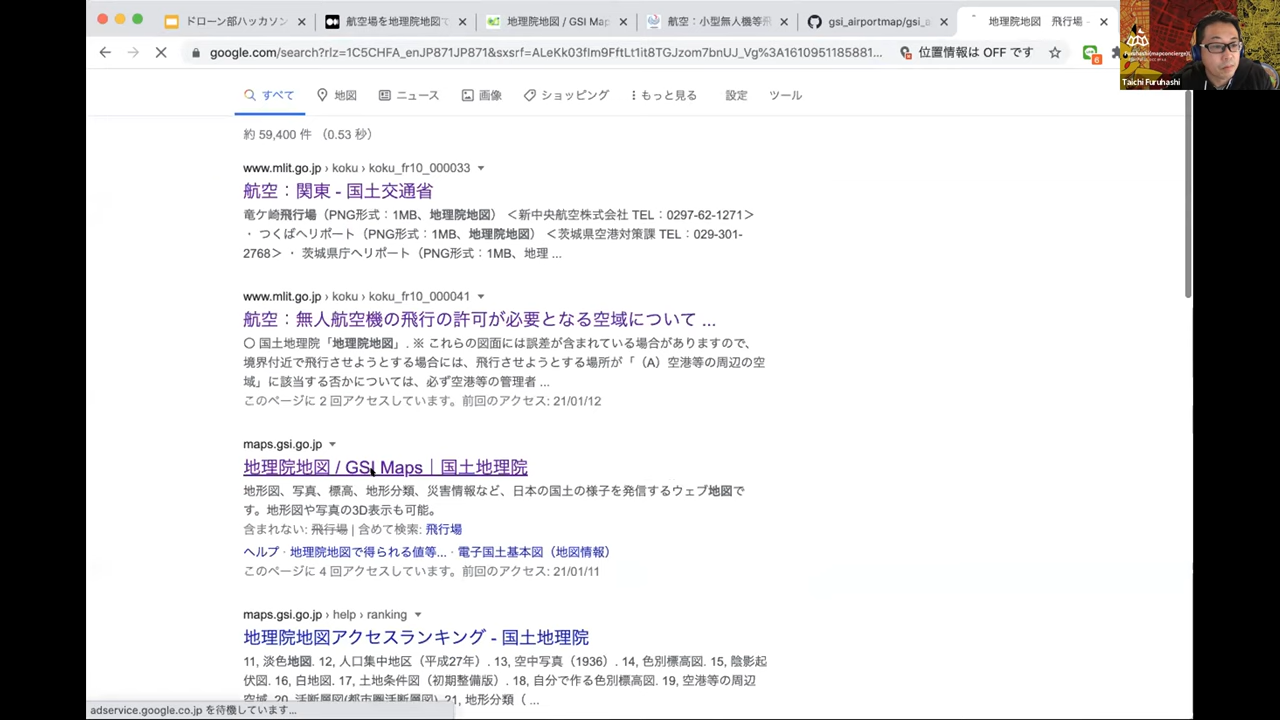 ドローン部ハッカソン
航空場を地理院地図で
地理院地図 / GSI Map
航空：小型無人機等飛
gsi_airportmap/gsi_a
地理院地図　飛行場 -
google.com/search?rlz=1C5CHFA_enJP721JP871&sxsrf=ALeKk03flm9FftLt1it8TGJzom7bnUJ_Vg%3A1610951185881...
位置情報は OFF です
6
Taichi Furuhashi
すべて
地図
ニュース
画像
ショッピング
もっと見る
設定
ツール
約 59,400 件 （0.53 秒）
www.mlit.go.jp › koku › koku_fr10_000033
航空：関東 - 国土交通省
竜ケ崎飛行場（PNG形式：1MB、地理院地図） ＜新中央航空株式会社 TEL：0297-62-1271＞
・ つくばヘリポート（PNG形式：1MB、地理院地図） ＜茨城県空港対策課 TEL：029-301-
2768＞ ・ 茨城県庁ヘリポート（PNG形式：1MB、地理 ...
www.mlit.go.jp › koku › koku_fr10_000041
航空：無人航空機の飛行の許可が必要となる空域について ...
〇 国土地理院「地理院地図」. ※ これらの図面には誤差が含まれている場合がありますので、
境界付近で飛行させようとする場合には、飛行させようとする場所が「（A）空港等の周辺の空
域」に該当する否かについては、必ず空港等の管理者 ...
このページに 2 回アクセスしています。前回のアクセス: 21/01/12
maps.gsi.go.jp
地理院地図 / GSI Maps｜国土地理院
地形図、写真、標高、地形分類、災害情報など、日本の国土の様子を発信するウェブ地図で
す。地形図や写真の3D表示も可能。
含まれない: 飛行場 | 含めて検索: 飛行場
ヘルプ · 地理院地図で得られる値等... · 電子国土基本図（地図情報）
このページに 4 回アクセスしています。前回のアクセス: 21/01/11
maps.gsi.go.jp › help › ranking
地理院地図アクセスランキング - 国土地理院
11, 淡色地図. 12, 人口集中地区（平成27年）. 13, 空中写真（1936）. 14, 色別標高図. 15, 陰影起
伏図. 16, 白地図. 17, 土地条件図（初期整備版）. 18, 自分で作る色別標高図. 19, 空港等の周辺
空域. 20, 活断層図(都市圏活断層図). 21, 地形分類（ ...
adservice.google.co.jp を待機しています...